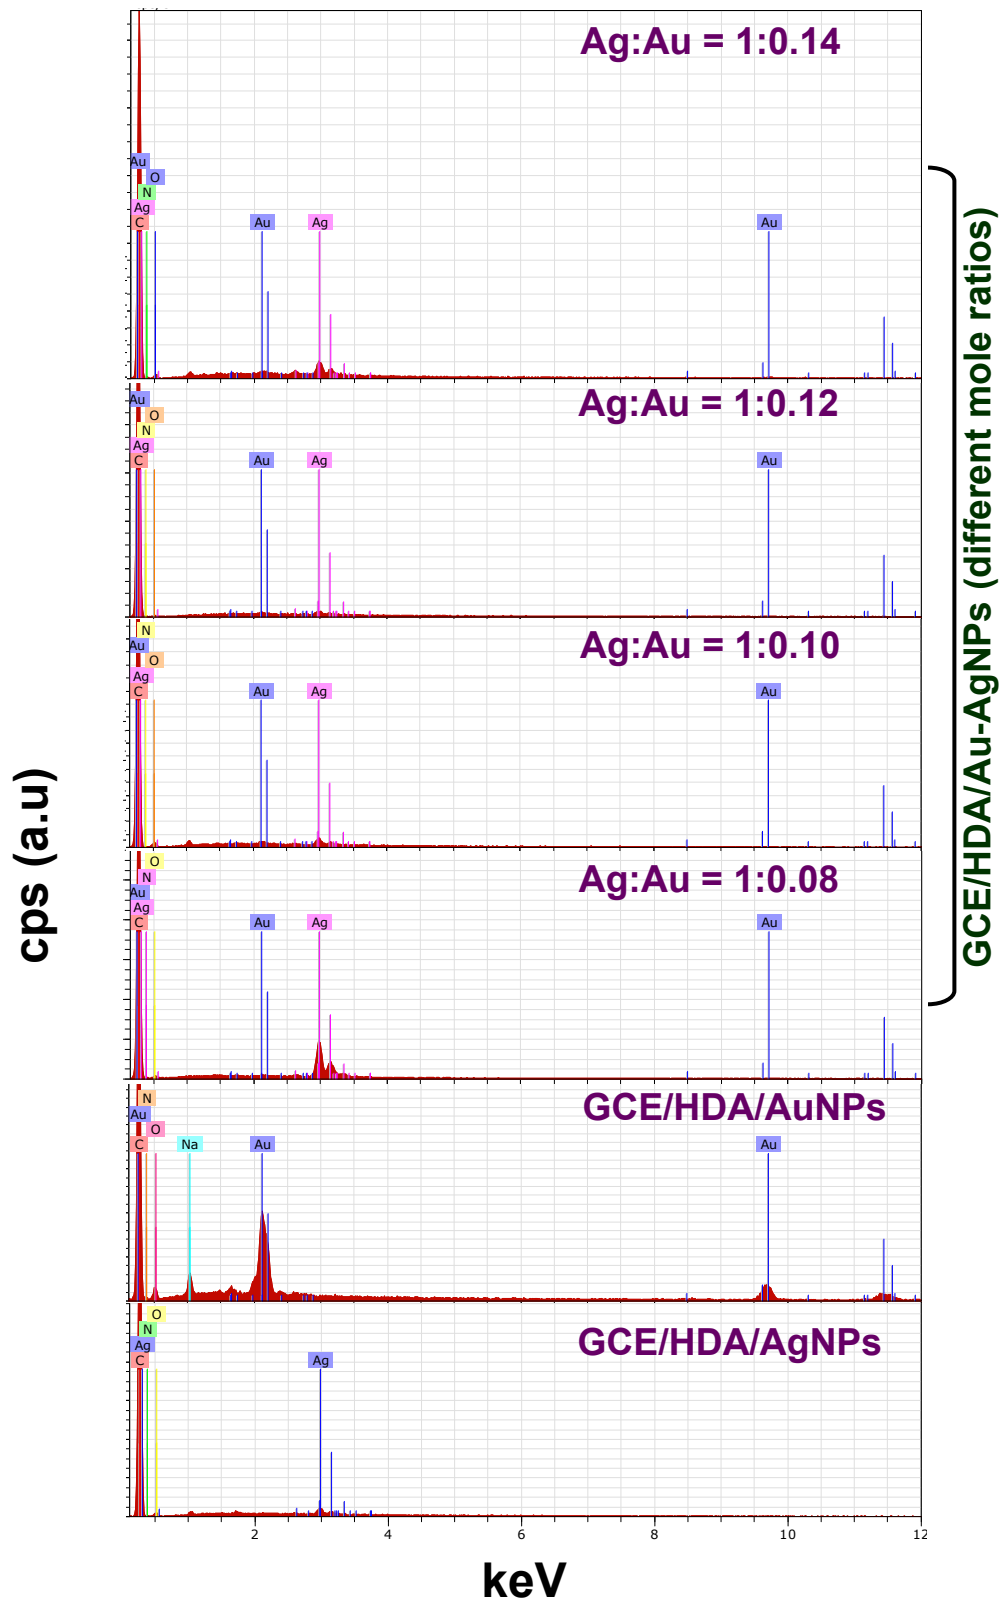 Ag:Au = 1:0.14
Au
O
N
Ag
C
Au
Ag
Au
Ag:Au = 1:0.12
Au
O
N
Ag
C
Au
Ag
Au
Ag:Au = 1:0.10
N
Au
O
Ag
C
Au
Ag
Au
Ag:Au = 1:0.08
O
N
Au
Ag
C
Au
Ag
Au
GCE/HDA/AuNPs
N
Au
O
C
Na
Au
Au
GCE/HDA/AgNPs
O
N
Ag
C
Ag
2 4 6 8 10 12
keV
cps (a.u)
GCE/HDA/Au-AgNPs (different mole ratios)